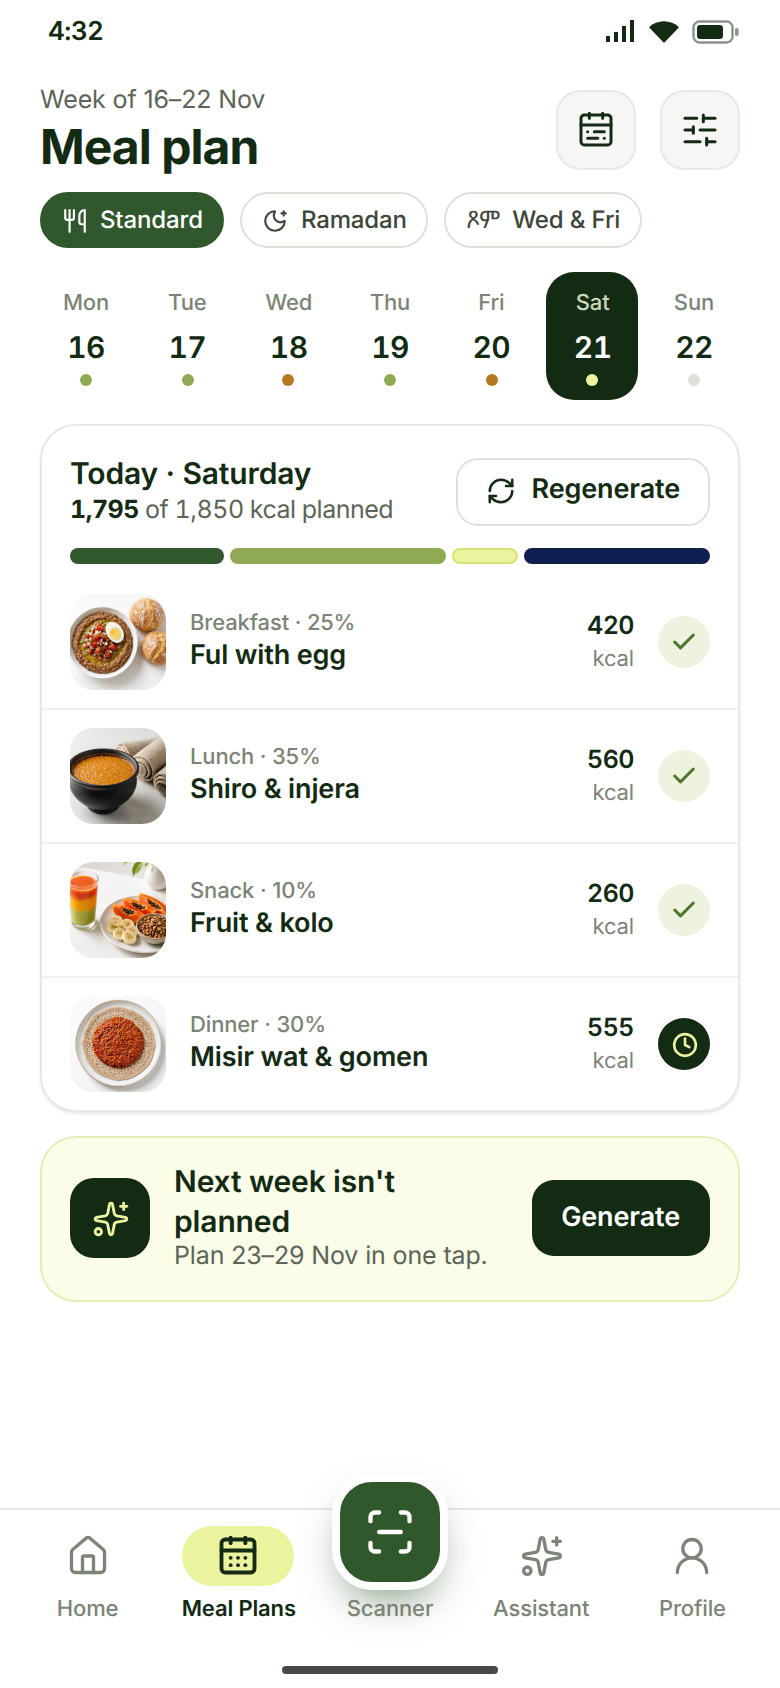 4:32
Week of 16–22 Nov
Meal plan
Standard
Ramadan
ጾም Wed & Fri
Mon Tue Wed Thu Fri Sat Sun
16 17 18 19 20 21 22
Today · Saturday
1,795 of 1,850 kcal planned
Regenerate
Breakfast · 25%
Ful with egg
420
kcal
Lunch · 35%
Shiro & injera
560
kcal
Snack · 10%
Fruit & kolo
260
kcal
Dinner · 30%
Misir wat & gomen
555
kcal
Next week isn't
planned
Plan 23–29 Nov in one tap.
Generate
Home
Meal Plans
Scanner
Assistant
Profile